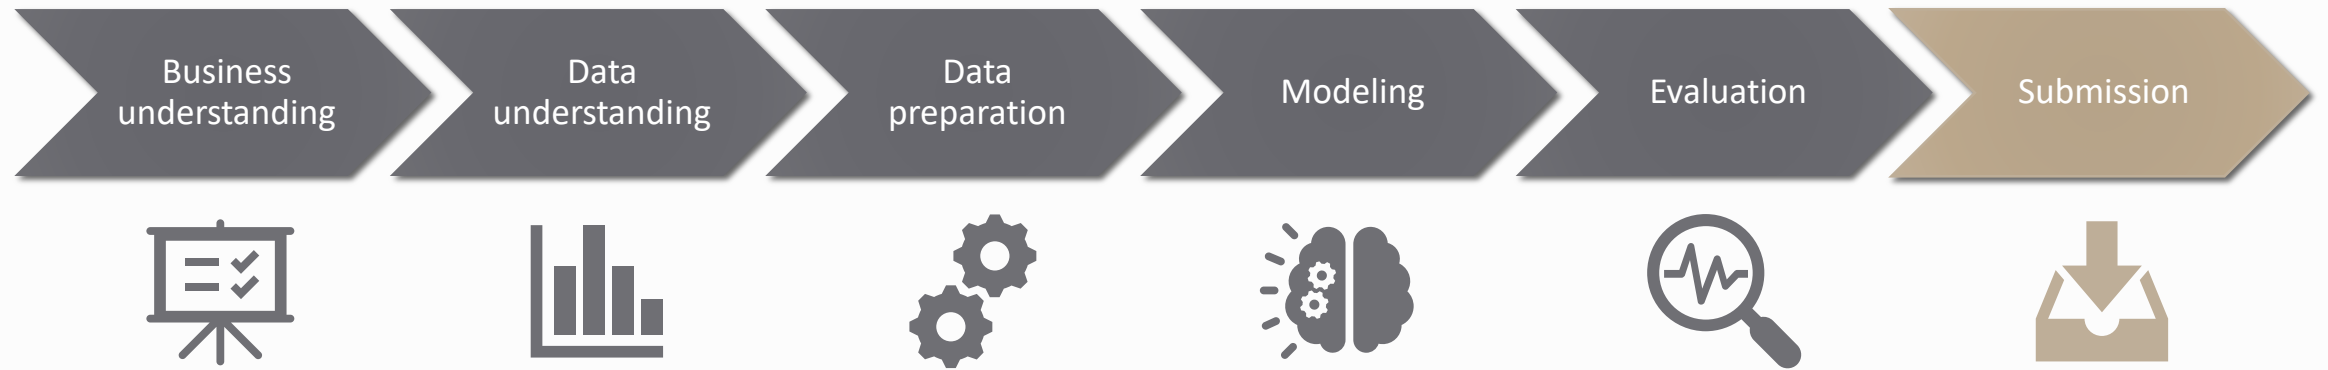 Business
understanding
Data
understanding
Data
preparation
Modeling
Evaluation
Submission